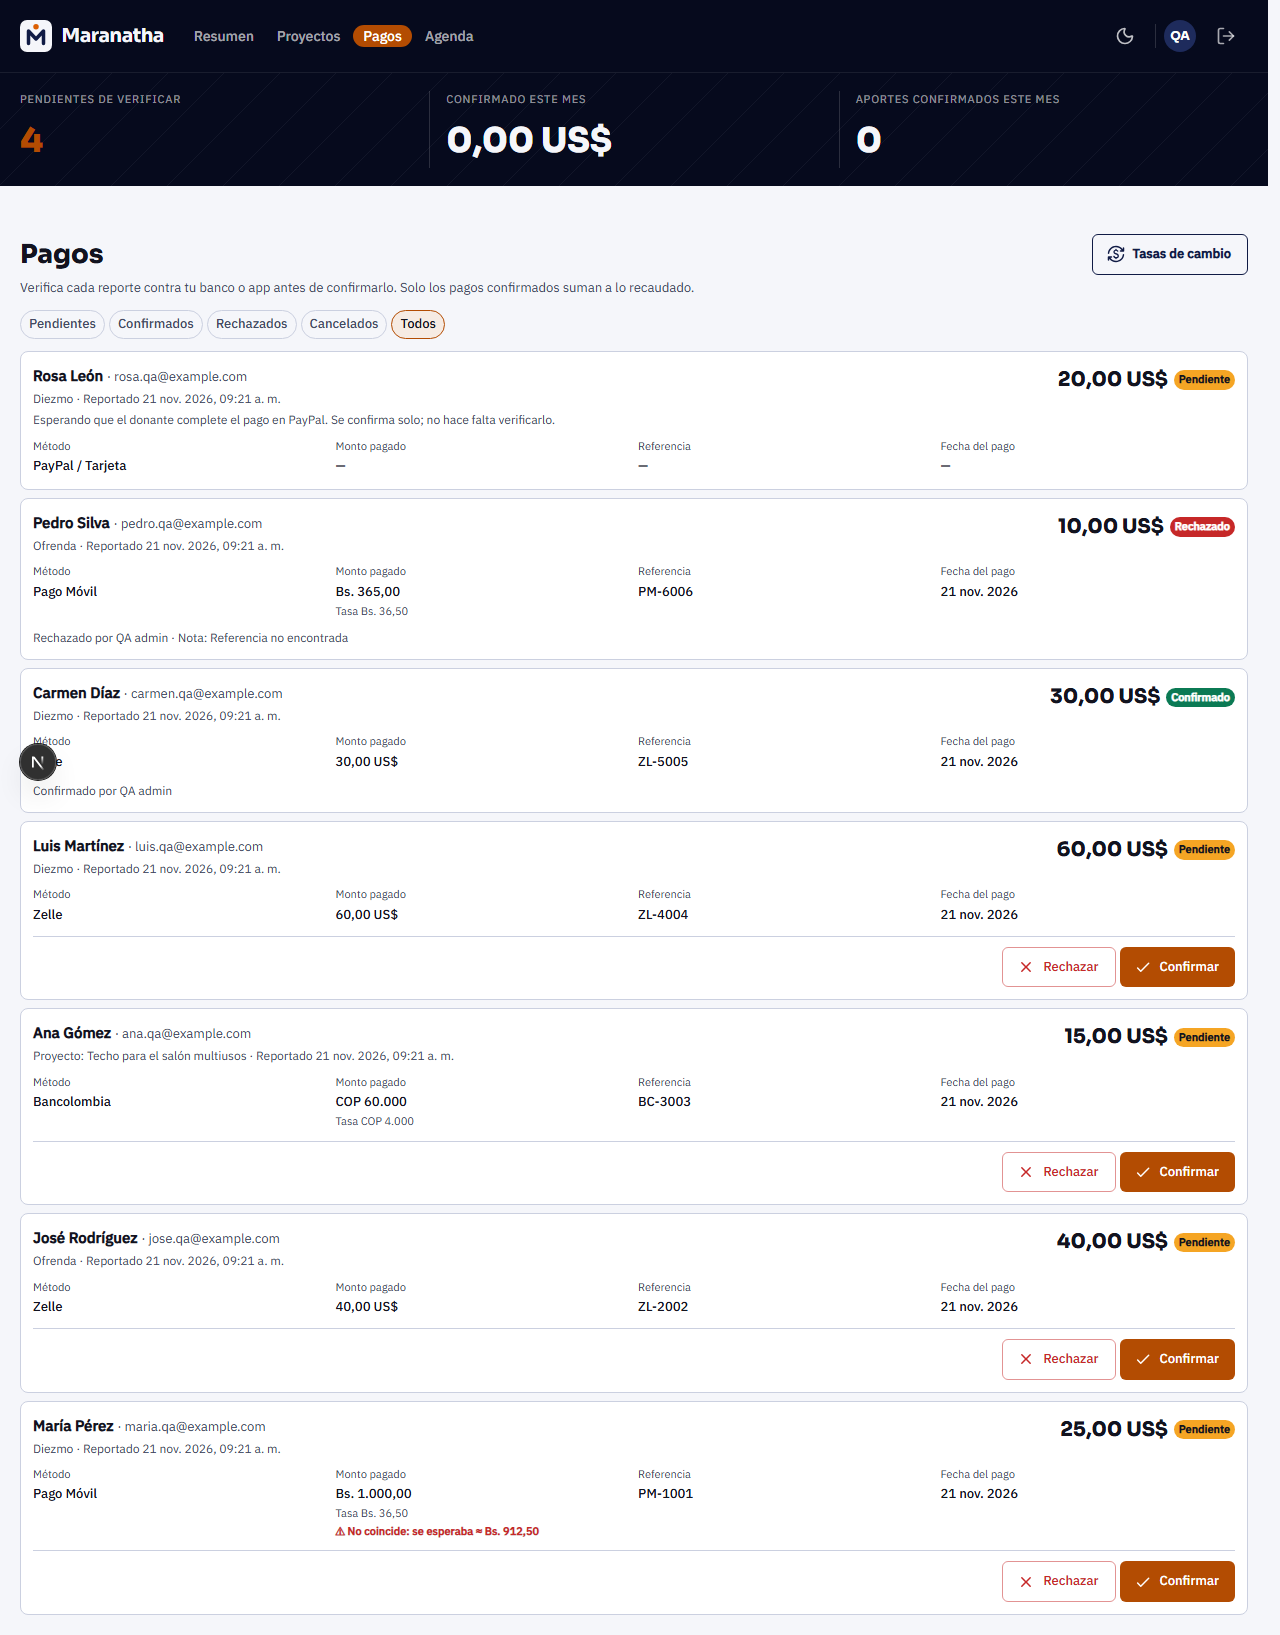 Maranatha
Resumen Proyectos Pagos Agenda
QA
PENDIENTES DE VERIFICAR
4
CONFIRMADO ESTE MES
0,00 US$
APORTES CONFIRMADOS ESTE MES
0
Pagos
Tasas de cambio
Verifica cada reporte contra tu banco o app antes de confirmarlo. Solo los pagos confirmados suman a lo recaudado.
Pendientes Confirmados Rechazados Cancelados Todos
Rosa León · rosa.qa@example.com
20,00 US$ Pendiente
Diezmo · Reportado 21 nov. 2026, 09:21 a. m.
Esperando que el donante complete el pago en PayPal. Se confirma solo; no hace falta verificarlo.
Método Monto pagado Referencia Fecha del pago
PayPal / Tarjeta — — —
Pedro Silva · pedro.qa@example.com
10,00 US$ Rechazado
Ofrenda · Reportado 21 nov. 2026, 09:21 a. m.
Método Monto pagado Referencia Fecha del pago
Pago Móvil Bs. 365,00 PM-6006 21 nov. 2026
Tasa Bs. 36,50
Rechazado por QA admin · Nota: Referencia no encontrada
Carmen Díaz · carmen.qa@example.com
30,00 US$ Confirmado
Diezmo · Reportado 21 nov. 2026, 09:21 a. m.
Método Monto pagado Referencia Fecha del pago
N e 30,00 US$ ZL-5005 21 nov. 2026
Confirmado por QA admin
Luis Martínez · luis.qa@example.com
60,00 US$ Pendiente
Diezmo · Reportado 21 nov. 2026, 09:21 a. m.
Método Monto pagado Referencia Fecha del pago
Zelle 60,00 US$ ZL-4004 21 nov. 2026
Rechazar Confirmar
Ana Gómez · ana.qa@example.com
15,00 US$ Pendiente
Proyecto: Techo para el salón multiusos · Reportado 21 nov. 2026, 09:21 a. m.
Método Monto pagado Referencia Fecha del pago
Bancolombia COP 60.000 BC-3003 21 nov. 2026
Tasa COP 4.000
Rechazar Confirmar
José Rodríguez · jose.qa@example.com
40,00 US$ Pendiente
Ofrenda · Reportado 21 nov. 2026, 09:21 a. m.
Método Monto pagado Referencia Fecha del pago
Zelle 40,00 US$ ZL-2002 21 nov. 2026
Rechazar Confirmar
María Pérez · maria.qa@example.com
25,00 US$ Pendiente
Diezmo · Reportado 21 nov. 2026, 09:21 a. m.
Método Monto pagado Referencia Fecha del pago
Pago Móvil Bs. 1.000,00 PM-1001 21 nov. 2026
Tasa Bs. 36,50
⚠ No coincide: se esperaba ≈ Bs. 912,50
Rechazar Confirmar